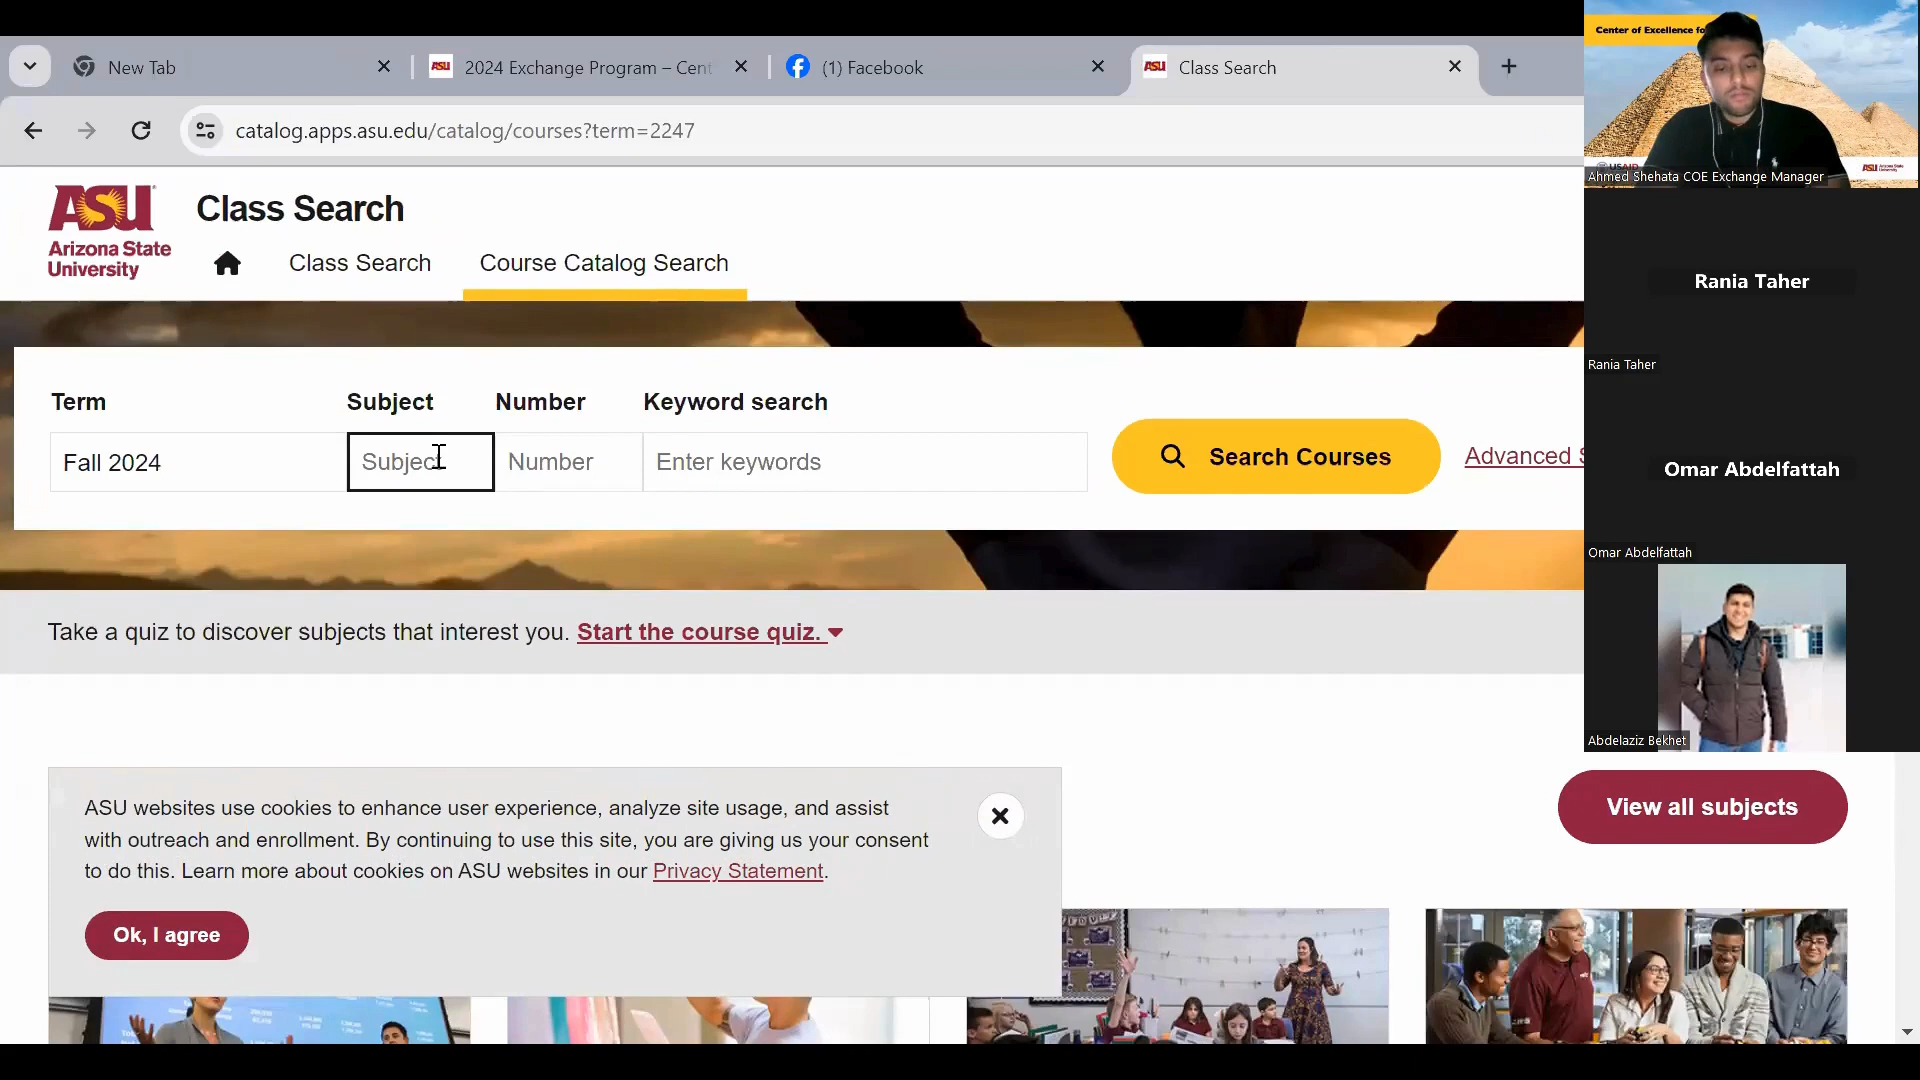 New Tab
2024 Exchange Program – Cent
(1) Facebook
ASU
Class Search
catalog.apps.asu.edu/catalog/courses?term=2247
ASU
Arizona State
University
Class Search
Class Search
Course Catalog Search
Term
Subject
Number
Keyword search
Fall 2024
Subject
Number
Enter keywords
Search Courses
Advanced S
Take a quiz to discover subjects that interest you. Start the course quiz.
ASU websites use cookies to enhance user experience, analyze site usage, and assist
with outreach and enrollment. By continuing to use this site, you are giving us your consent
to do this. Learn more about cookies on ASU websites in our Privacy Statement.
Ok, I agree
View all subjects
Center of Excellence fo
USAID
ASU Arizona State
University
Ahmed Shehata COE Exchange Manager
Rania Taher
Rania Taher
Omar Abdelfattah
Omar Abdelfattah
Abdelaziz Bekhet